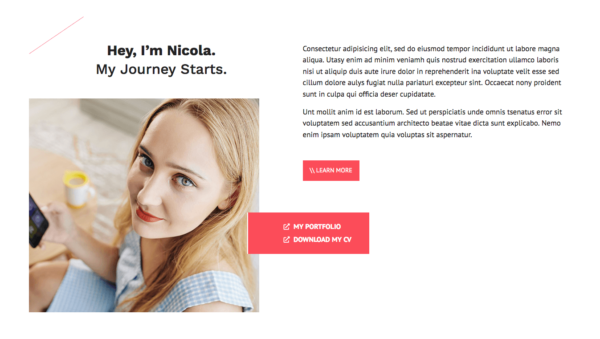 Hey, I’m Nicola.
My Journey Starts.
Consectetur adipisicing elit, sed do eiusmod tempor incididunt ut labore magna
aliqua. Utasy enim ad minim veniamh quis nostrud exercitation ullamco laboris
nisi ut aliquip duis aute irure dolor in reprehenderit ina voluptate velit esse sed
cillum dolore aulys fugiat nulla pariaturl excepteur sint. Occaecat nony proident
sunt in culpa qui officia deser cupidatate.
Unt mollit anim id est laborum. Sed ut perspiciatis unde omnis tsenatus error sit
voluptatem sed accusantium architecto beatae vitae dicta sunt explicabo. Nemo
enim ipsam voluptatem quia voluptas sit aspernatur.
\\ LEARN MORE
MY PORTFOLIO
DOWNLOAD MY CV